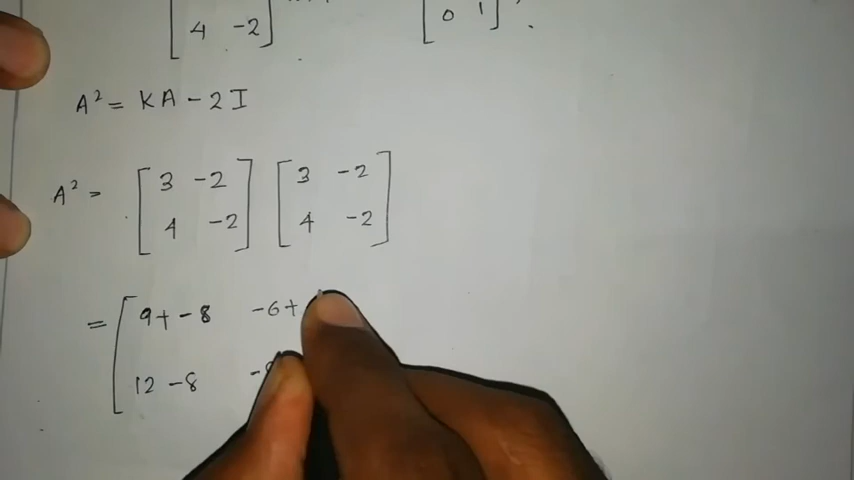 4 -2 0 1 .
A² = KA - 2I
A² = [3 -2] [3 -2]
[4 -2] [4 -2]
= [9+-8 -6+
12 -8 -8